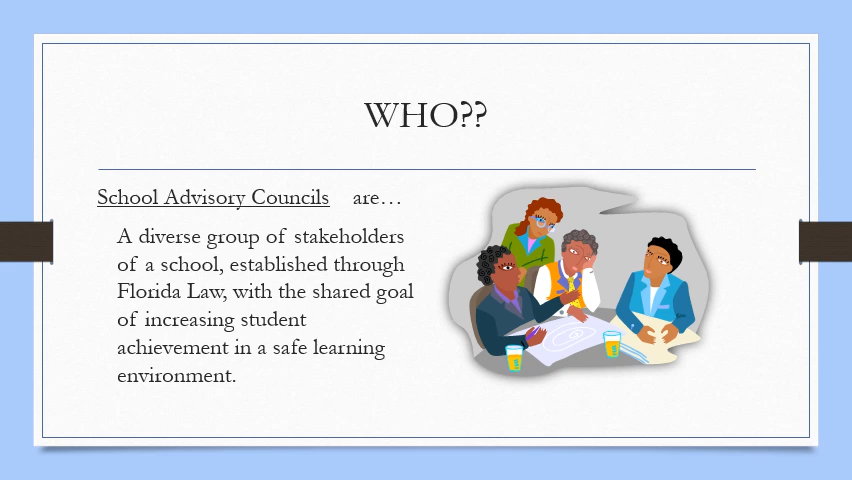 WHO??
School Advisory Councils are…
A diverse group of stakeholders
of a school, established through
Florida Law, with the shared goal
of increasing student
achievement in a safe learning
environment.